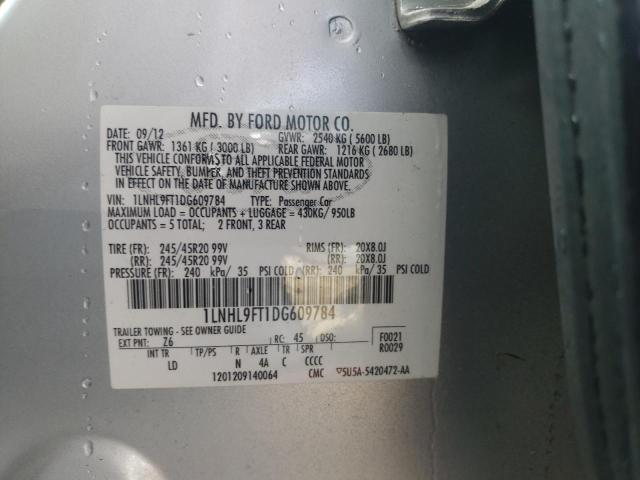 MFD. BY FORD MOTOR CO.
DATE: 09/12 GVWR: 2540 KG ( 5600 LB)
FRONT GAWR: 1361 KG ( 3000 LB) REAR GAWR: 1216 KG ( 2680 LB)
THIS VEHICLE CONFORMS TO ALL APPLICABLE FEDERAL MOTOR
VEHICLE SAFETY, BUMPER, AND THEFT PREVENTION STANDARDS
IN EFFECT ON THE DATE OF MANUFACTURE SHOWN ABOVE.
VIN: 1LNHL9FT1DG609784 TYPE: Passenger Car
MAXIMUM LOAD = OCCUPANTS + LUGGAGE = 430KG/ 950LB
OCCUPANTS = 5 TOTAL: 2 FRONT, 3 REAR
TIRE (FR): 245/45R20 99V RIMS (FR): 20X8.0J
(RR): 245/45R20 99V (RR): 20X8.0J
PRESSURE (FR): 240 kPa/ 35 PSI COLD (RR): 240 kPa/ 35 PSI COLD
1LNHL9FT1DG609784
TRAILER TOWING - SEE OWNER GUIDE
EXT PNT: Z6 RC: 45 DSO: F0021
INT TR TP/PS R AXLE TR SPR R0029
LD N 4A C CCCC
1201209140064 CMC 5U5A-5420472-AA